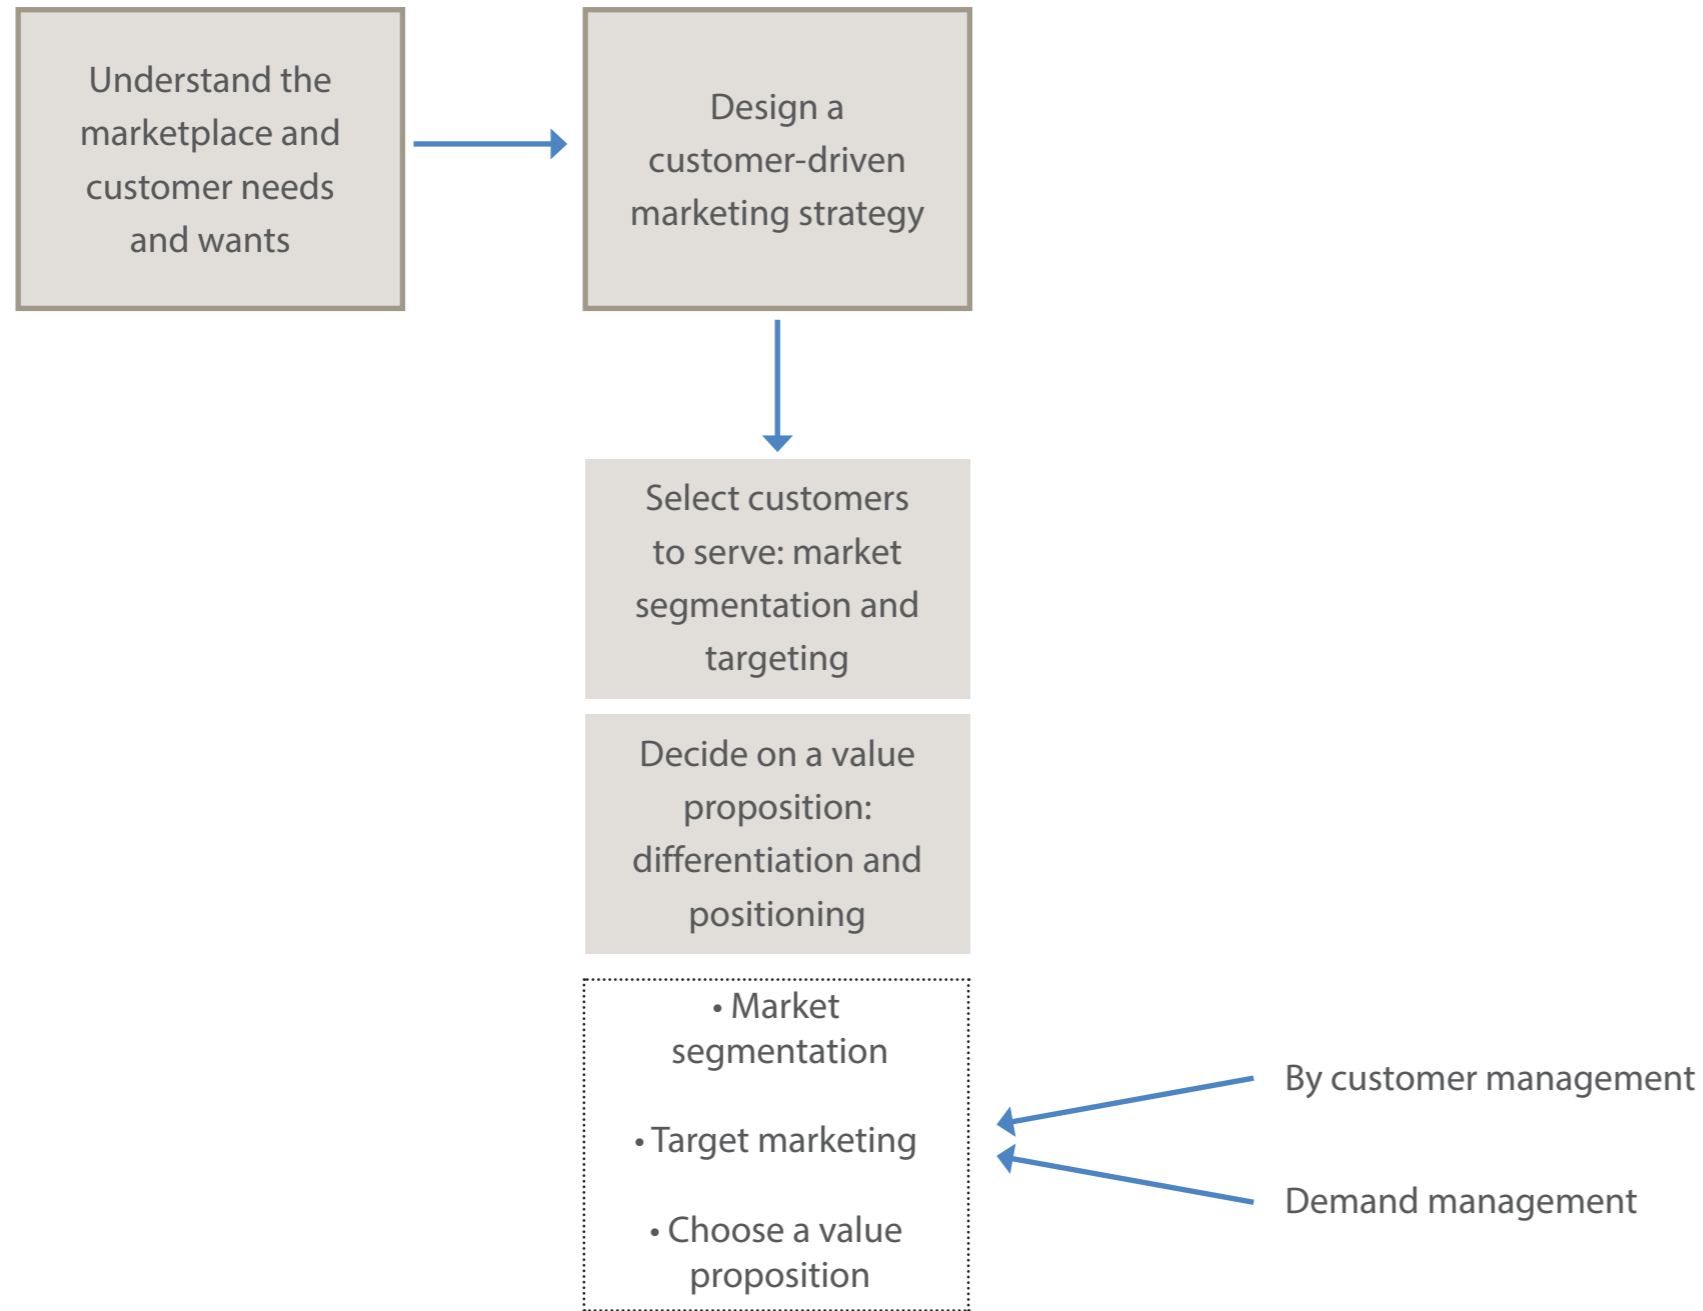 Understand the
marketplace and
customer needs
and wants
Design a
customer-driven
marketing strategy
Select customers
to serve: market
segmentation and
targeting
Decide on a value
proposition:
differentiation and
positioning
• Market
segmentation
• Target marketing
• Choose a value
proposition
By customer management
Demand management